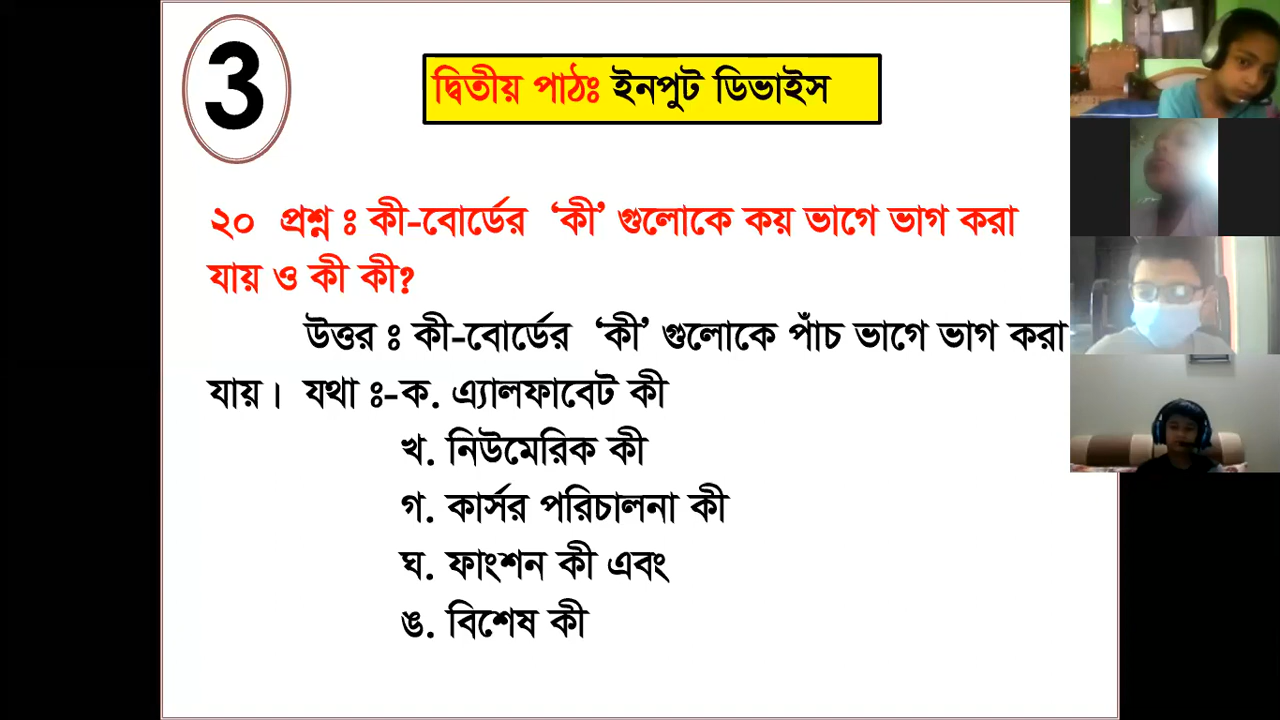 3
দ্বিতীয় পাঠঃ ইনপুট ডিভাইস
২০ প্রশ্ন ঃ কী-বোর্ডের ‘কী’ গুলোকে কয় ভাগে ভাগ করা
যায় ও কী কী?
উত্তর ঃ কী-বোর্ডের ‘কী’ গুলোকে পাঁচ ভাগে ভাগ করা
যায়। যথা ঃ-ক. এ্যালফাবেট কী
খ. নিউমেরিক কী
গ. কার্সর পরিচালনা কী
ঘ. ফাংশন কী এবং
ঙ. বিশেষ কী